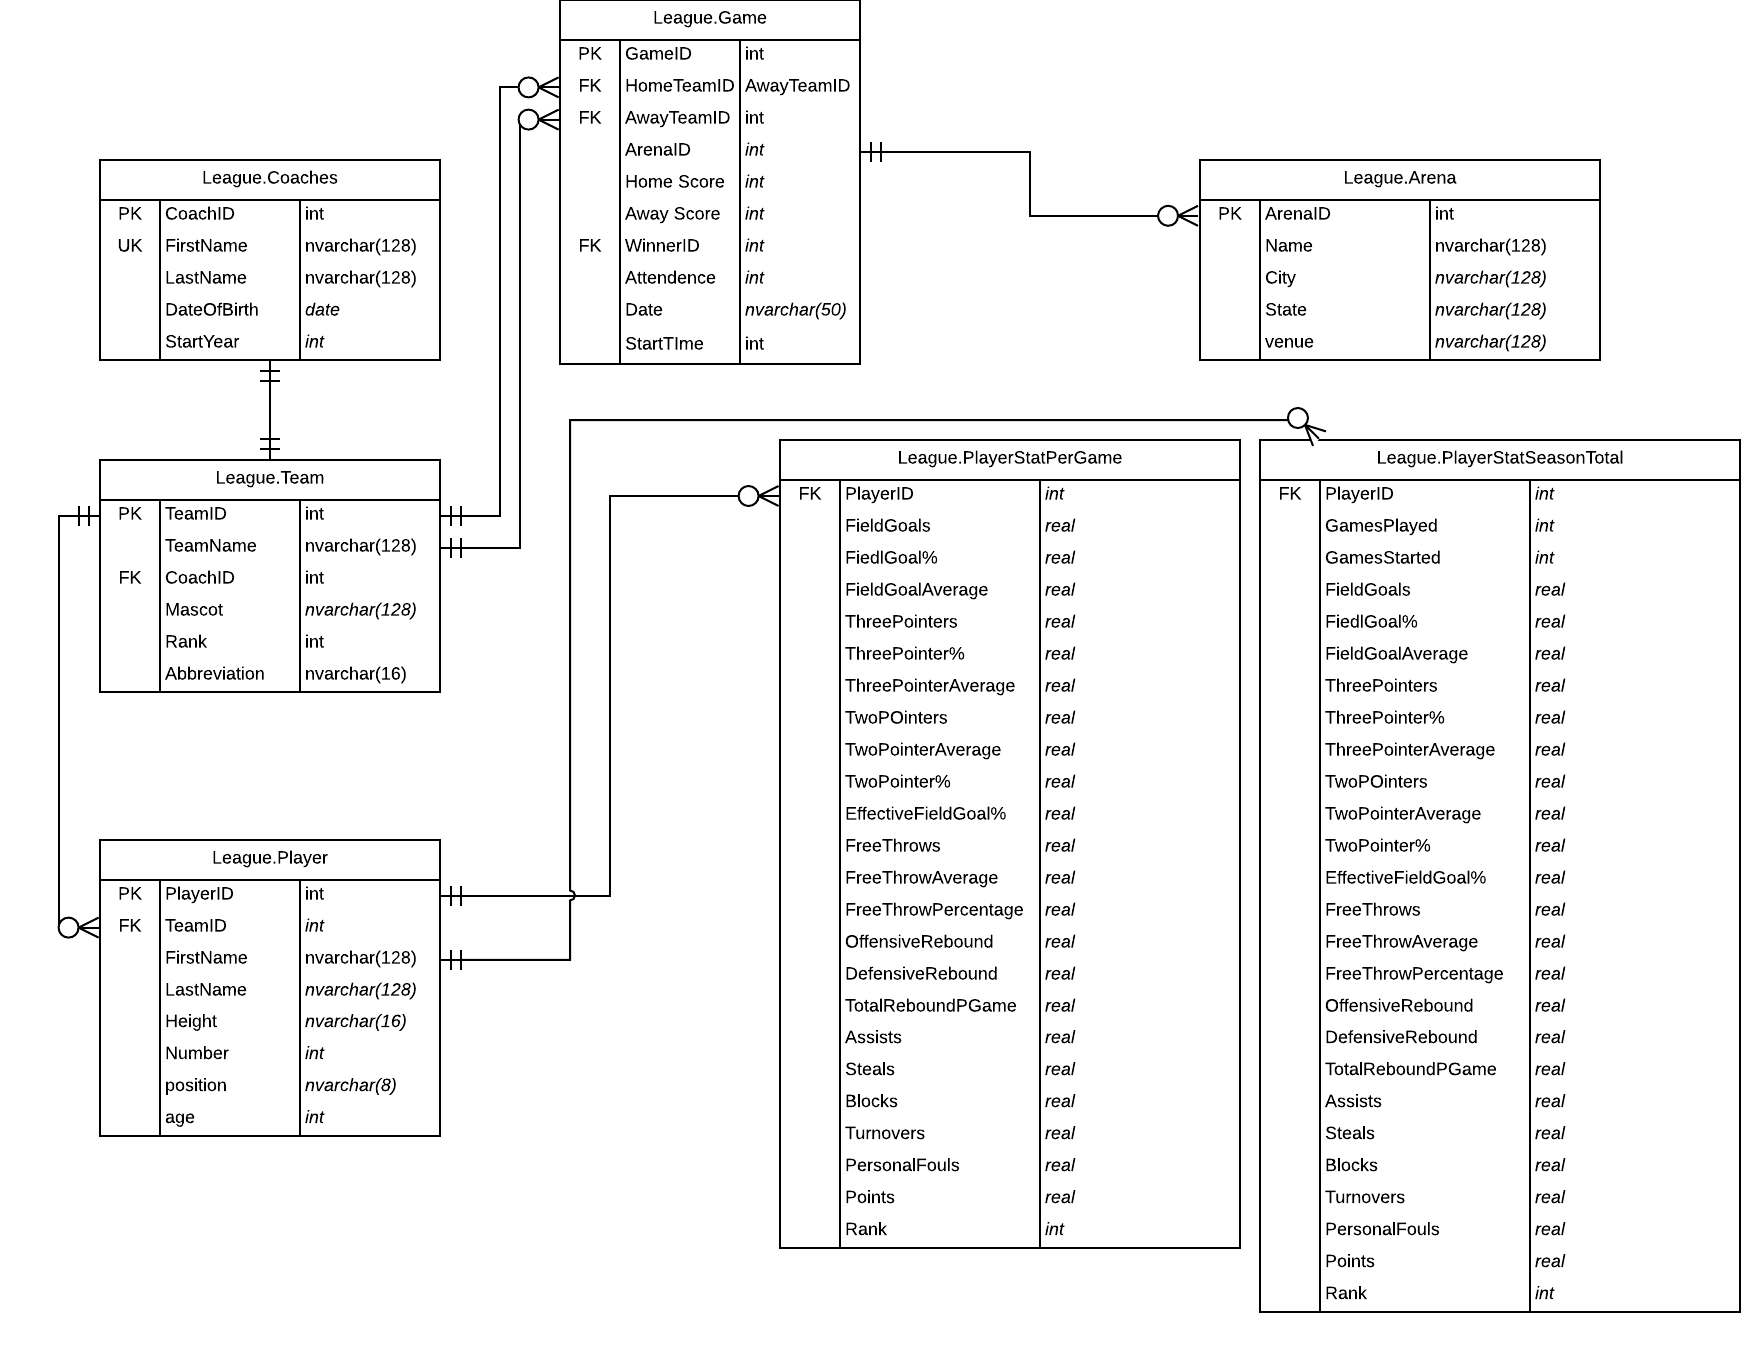 League.Game
PK GameID int
FK HomeTeamID AwayTeamID
FK AwayTeamID int
ArenaID int
Home Score int
Away Score int
FK WinnerID int
Attendence int
Date nvarchar(50)
StartTIme int
League.Coaches
PK CoachID int
UK FirstName nvarchar(128)
LastName nvarchar(128)
DateOfBirth date
StartYear int
League.Arena
PK ArenaID int
Name nvarchar(128)
City nvarchar(128)
State nvarchar(128)
venue nvarchar(128)
League.Team
PK TeamID int
TeamName nvarchar(128)
FK CoachID int
Mascot nvarchar(128)
Rank int
Abbreviation nvarchar(16)
League.Player
PK PlayerID int
FK TeamID int
FirstName nvarchar(128)
LastName nvarchar(128)
Height nvarchar(16)
Number int
position nvarchar(8)
age int
League.PlayerStatPerGame
FK PlayerID int
FieldGoals real
FiedlGoal% real
FieldGoalAverage real
ThreePointers real
ThreePointer% real
ThreePointerAverage real
TwoPOinters real
TwoPointerAverage real
TwoPointer% real
EffectiveFieldGoal% real
FreeThrows real
FreeThrowAverage real
FreeThrowPercentage real
OffensiveRebound real
DefensiveRebound real
TotalReboundPGame real
Assists real
Steals real
Blocks real
Turnovers real
PersonalFouls real
Points real
Rank int
League.PlayerStatSeasonTotal
FK PlayerID int
GamesPlayed int
GamesStarted int
FieldGoals real
FiedlGoal% real
FieldGoalAverage real
ThreePointers real
ThreePointer% real
ThreePointerAverage real
TwoPOinters real
TwoPointerAverage real
TwoPointer% real
EffectiveFieldGoal% real
FreeThrows real
FreeThrowAverage real
FreeThrowPercentage real
OffensiveRebound real
DefensiveRebound real
TotalReboundPGame real
Assists real
Steals real
Blocks real
Turnovers real
PersonalFouls real
Points real
Rank int